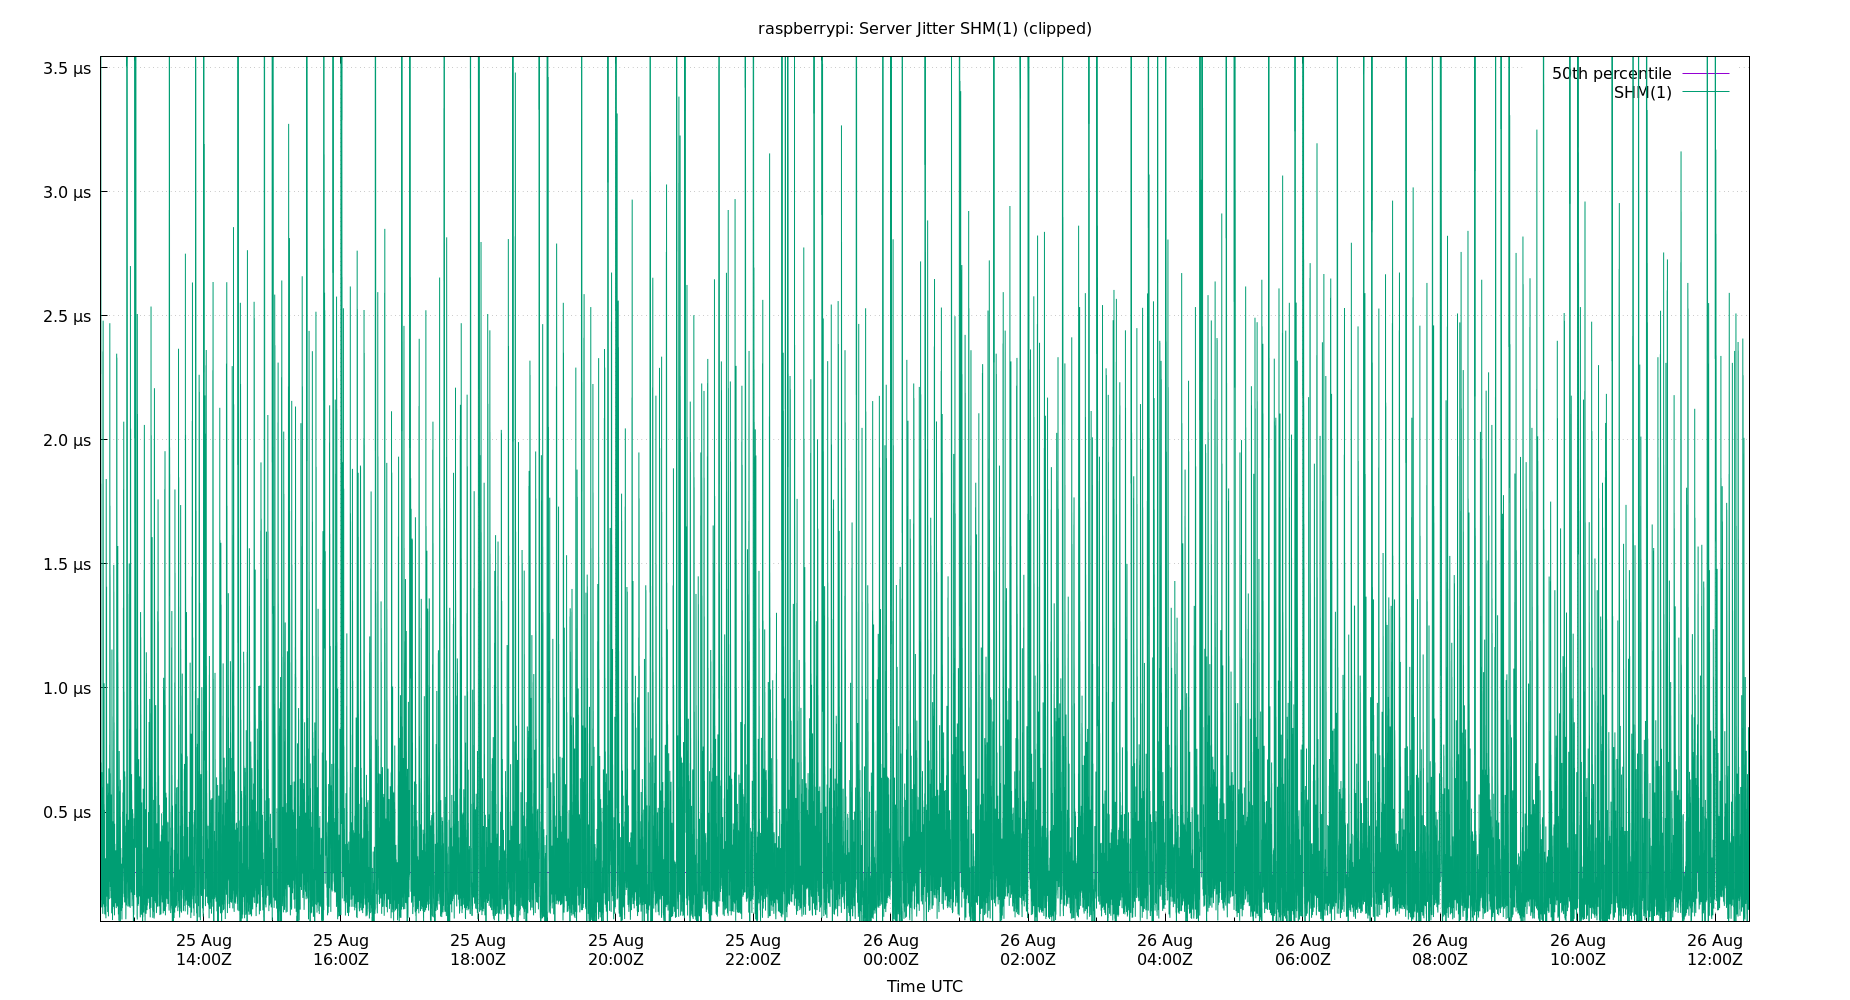 raspberrypi: Server Jitter SHM(1) (clipped)
3.5 µs
3.0 µs
2.5 µs
2.0 µs
1.5 µs
1.0 µs
0.5 µs
50th percentile
SHM(1)
25 Aug 25 Aug 25 Aug 25 Aug 25 Aug 26 Aug 26 Aug 26 Aug 26 Aug 26 Aug 26 Aug 26 Aug
14:00Z 16:00Z 18:00Z 20:00Z 22:00Z 00:00Z 02:00Z 04:00Z 06:00Z 08:00Z 10:00Z 12:00Z
Time UTC